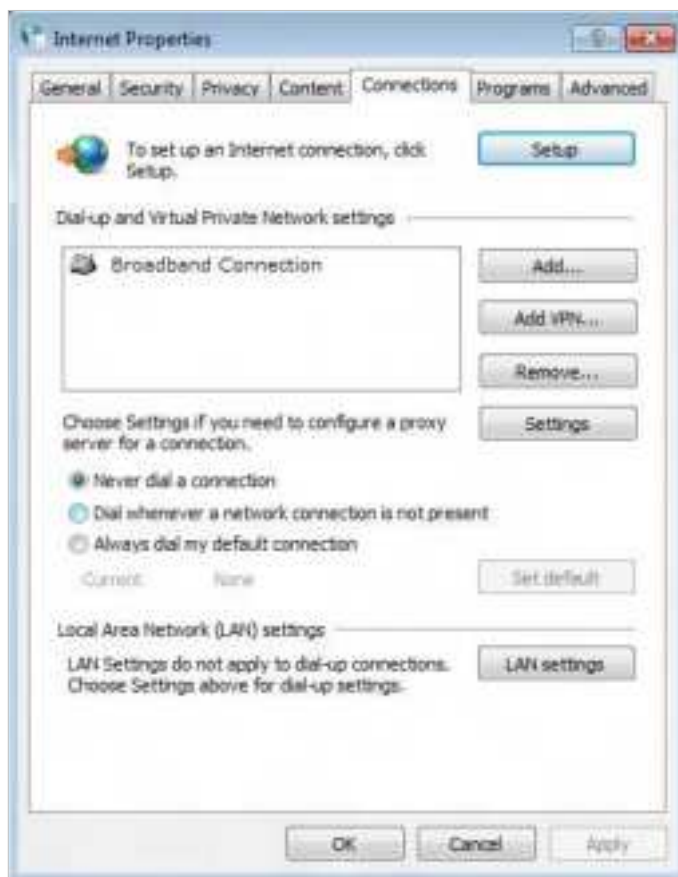 Internet Properties
General Security Privacy Content Connections Programs Advanced
To set up an Internet connection, click
Setup.
Setup
Dial-up and Virtual Private Network settings
Broadband Connection
Add...
Add VPN...
Remove...
Choose Settings if you need to configure a proxy
server for a connection.
Settings
Never dial a connection
Dial whenever a network connection is not present
Always dial my default connection
Current None
Set default
Local Area Network (LAN) settings
LAN Settings do not apply to dial-up connections.
Choose Settings above for dial-up settings.
LAN settings
OK Cancel Apply